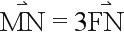 M⃗N = 3F⃗N